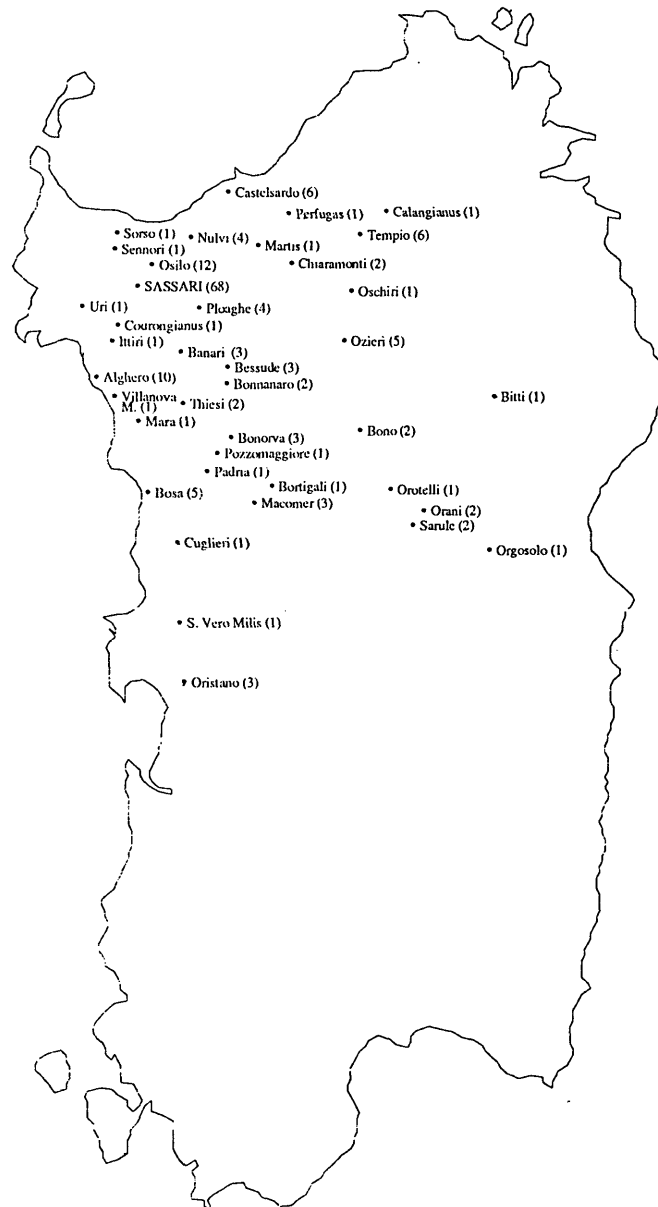 Castelsardo (6)
Perfugas (1)
Calangianus (1)
Sorso (1)
Nulvi (4)
Tempio (6)
Martis (1)
Sennori (1)
Osilo (12)
Chiaramonti (2)
SASSARI (68)
Oschiri (1)
Uri (1)
Ploaghe (4)
Courongianus (1)
Ittiri (1)
Ozieri (5)
Banari (3)
Bessude (3)
Alghero (10)
Bonnanaro (2)
Villanova
M. (1)
Thiesi (2)
Bitti (1)
Mara (1)
Bono (2)
Bonorva (3)
Pozzomaggiore (1)
Padria (1)
Bortigali (1)
Orotelli (1)
Bosa (5)
Macomer (3)
Orani (2)
Sarule (2)
Cuglieri (1)
Orgosolo (1)
S. Vero Milis (1)
Oristano (3)